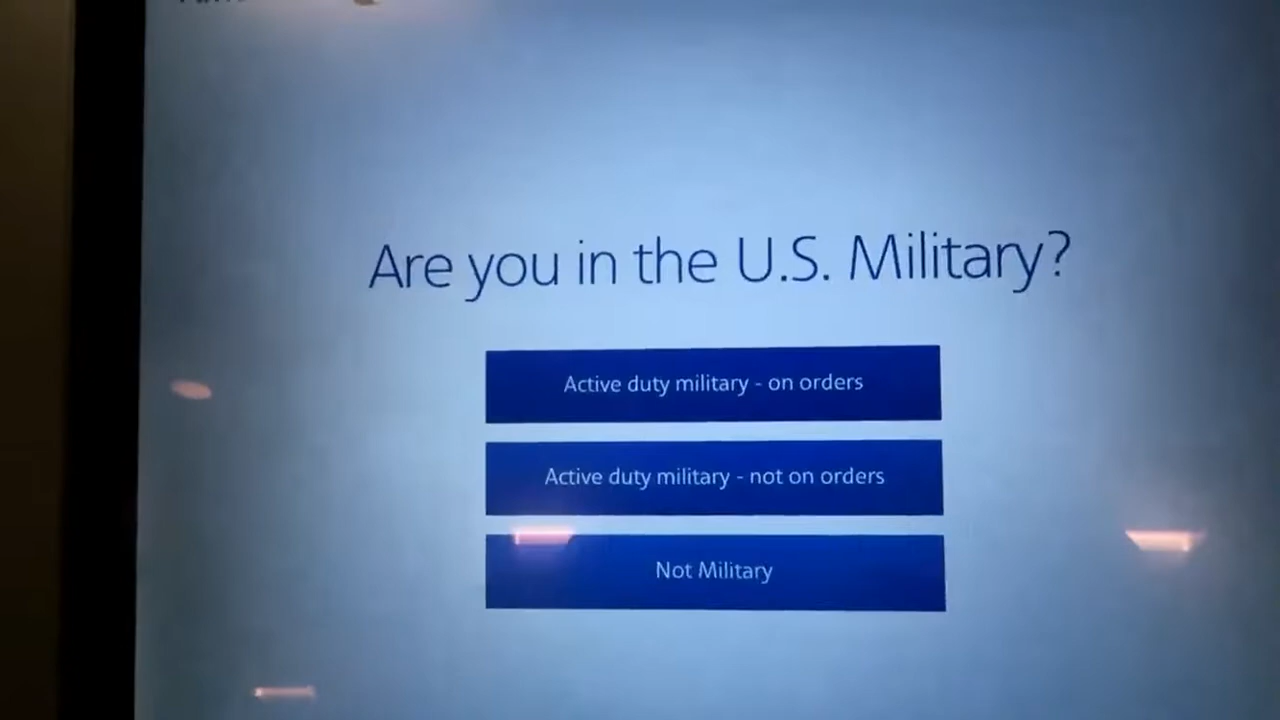 Are you in the U.S. Military?
Active duty military - on orders
Active duty military - not on orders
Not Military